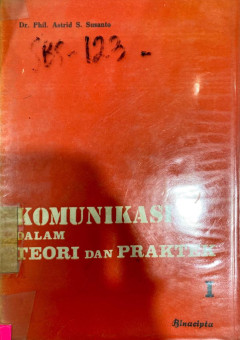 Dr. Phil. Astrid S. Susanto
SBS-123-
KOMUNIKASI
DALAM
TEORI DAN PRAKTEK
1
Binacipta